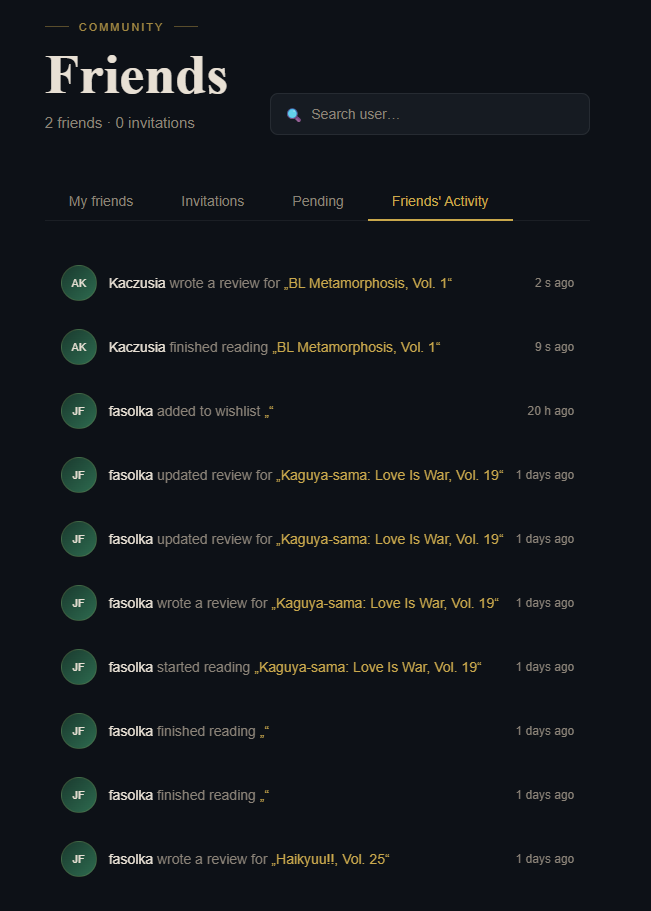 COMMUNITY
Friends
2 friends · 0 invitations
Search user…
My friends Invitations Pending Friends' Activity
AK Kaczusia wrote a review for „BL Metamorphosis, Vol. 1“ 2 s ago
AK Kaczusia finished reading „BL Metamorphosis, Vol. 1“ 9 s ago
JF fasolka added to wishlist „“ 20 h ago
JF fasolka updated review for „Kaguya-sama: Love Is War, Vol. 19“ 1 days ago
JF fasolka updated review for „Kaguya-sama: Love Is War, Vol. 19“ 1 days ago
JF fasolka wrote a review for „Kaguya-sama: Love Is War, Vol. 19“ 1 days ago
JF fasolka started reading „Kaguya-sama: Love Is War, Vol. 19“ 1 days ago
JF fasolka finished reading „“ 1 days ago
JF fasolka finished reading „“ 1 days ago
JF fasolka wrote a review for „Haikyuu!!, Vol. 25“ 1 days ago